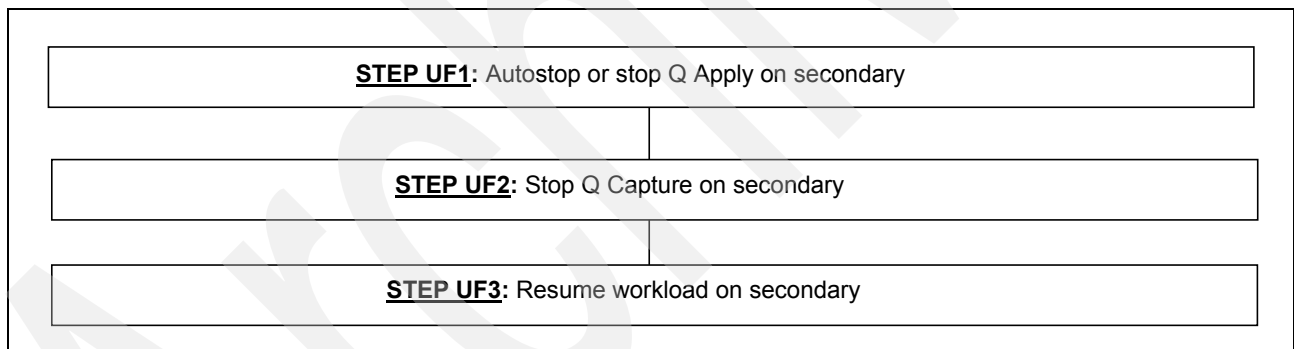 STEP UF1: Autostop or stop Q Apply on secondary
STEP UF2: Stop Q Capture on secondary
STEP UF3: Resume workload on secondary